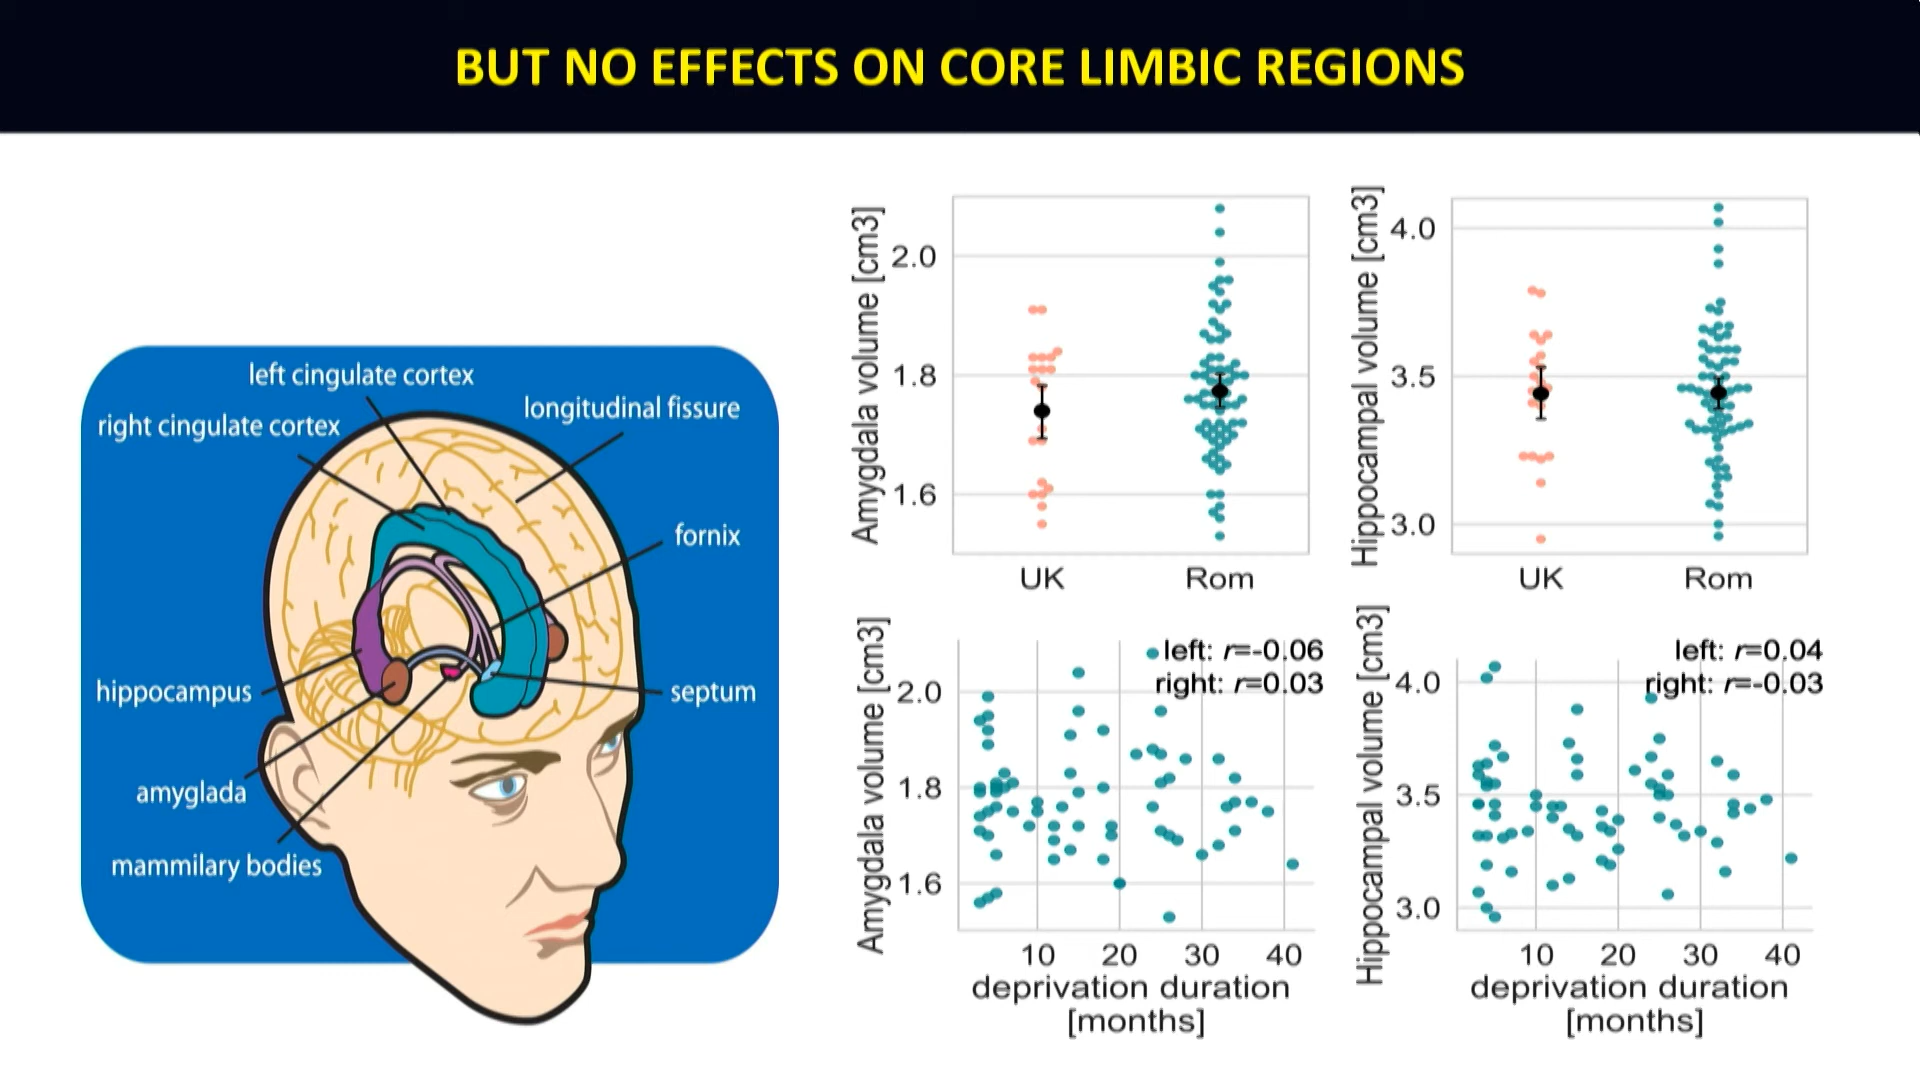 BUT NO EFFECTS ON CORE LIMBIC REGIONS
left cingulate cortex
right cingulate cortex
longitudinal fissure
fornix
hippocampus
septum
amyglada
mammilary bodies
Amygdala volume [cm3]
2.0
1.8
1.6
UK Rom
Hippocampal volume [cm3]
4.0
3.5
3.0
UK Rom
Amygdala volume [cm3]
left: r=-0.06
right: r=0.03
2.0
1.8
1.6
10 20 30 40
deprivation duration
[months]
Hippocampal volume [cm3]
left: r=0.04
right: r=-0.03
4.0
3.5
3.0
10 20 30 40
deprivation duration
[months]